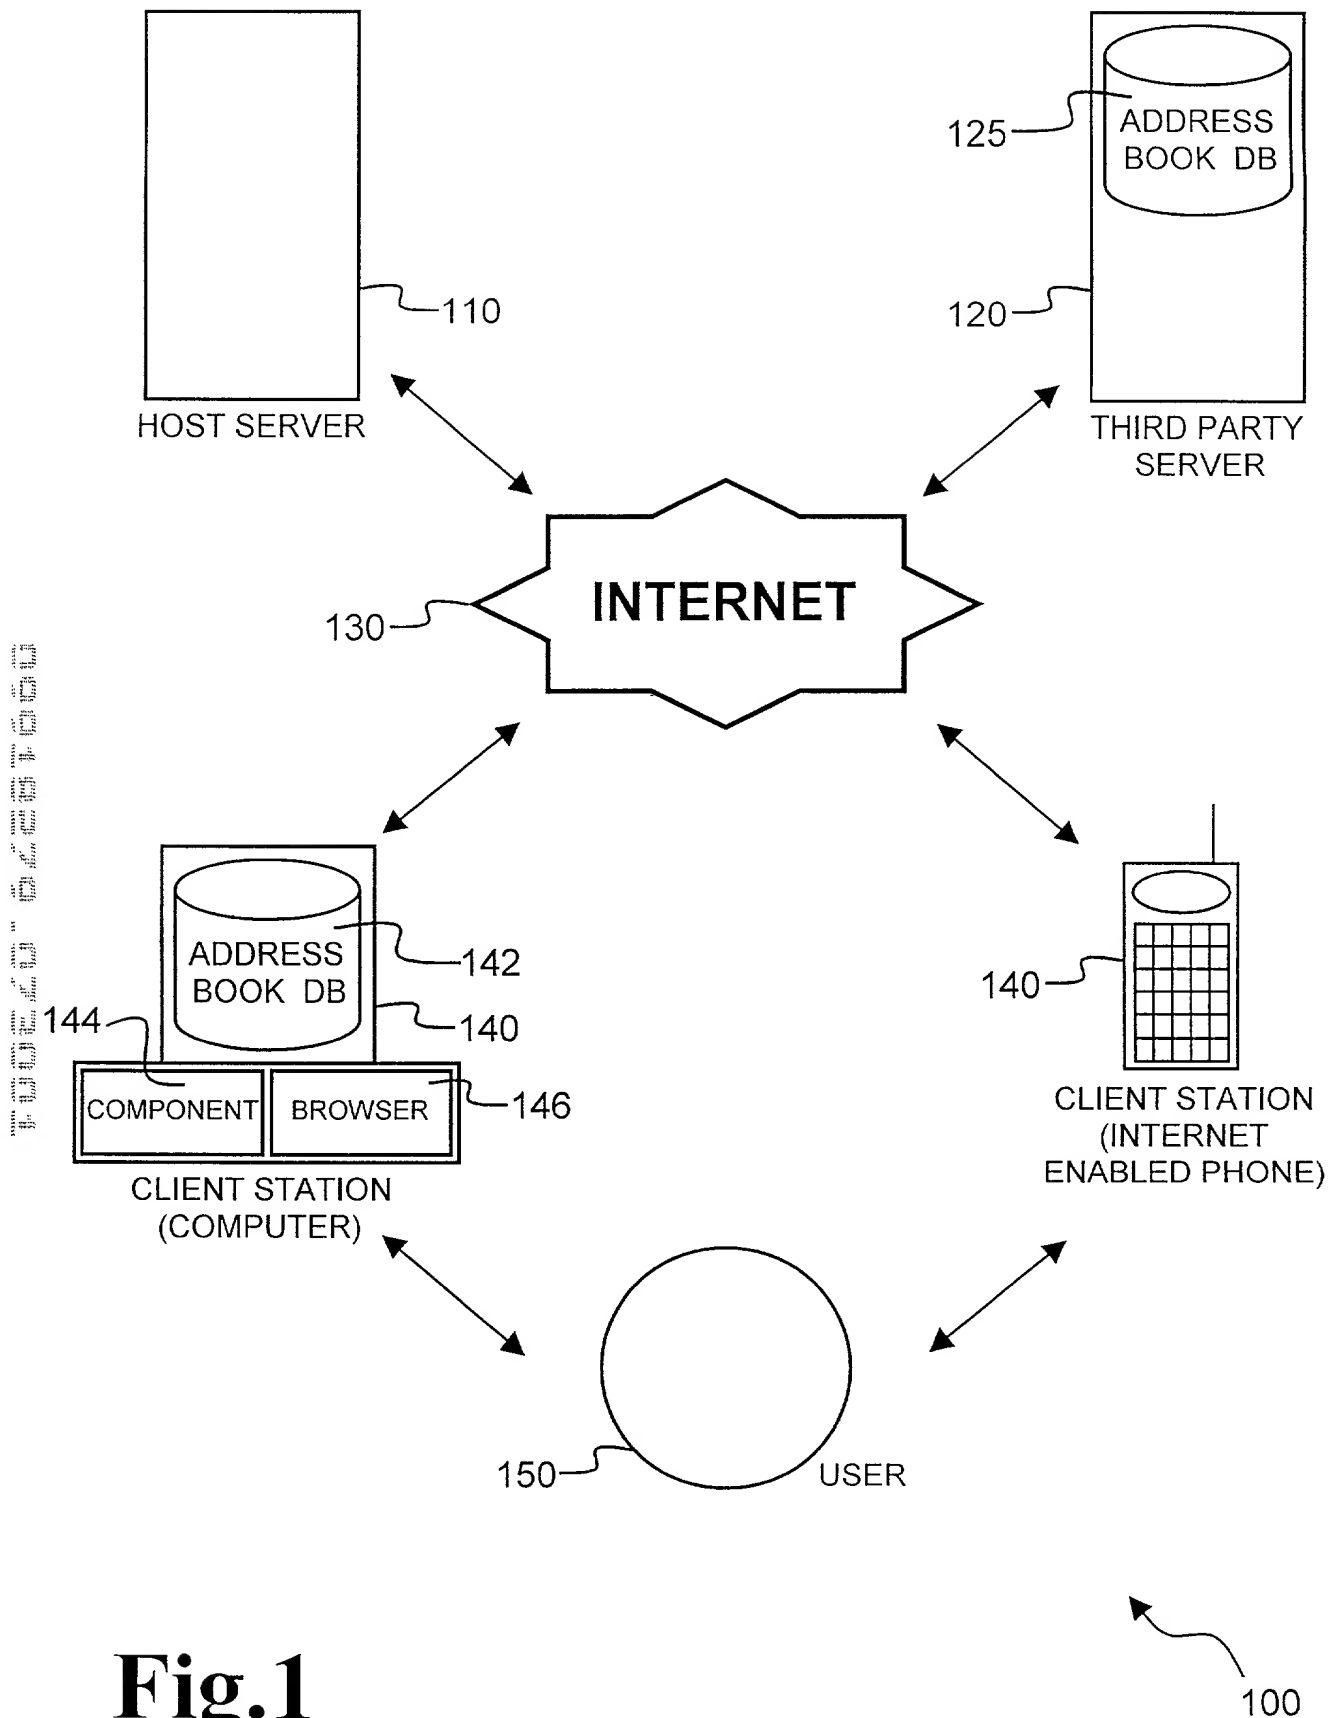 125
ADDRESS
BOOK DB
110
120
HOST SERVER
THIRD PARTY
SERVER
INTERNET
130
ADDRESS
BOOK DB
142
140
144
140
COMPONENT
BROWSER
146
CLIENT STATION
(COMPUTER)
CLIENT STATION
(INTERNET
ENABLED PHONE)
150
USER
Fig.1
100